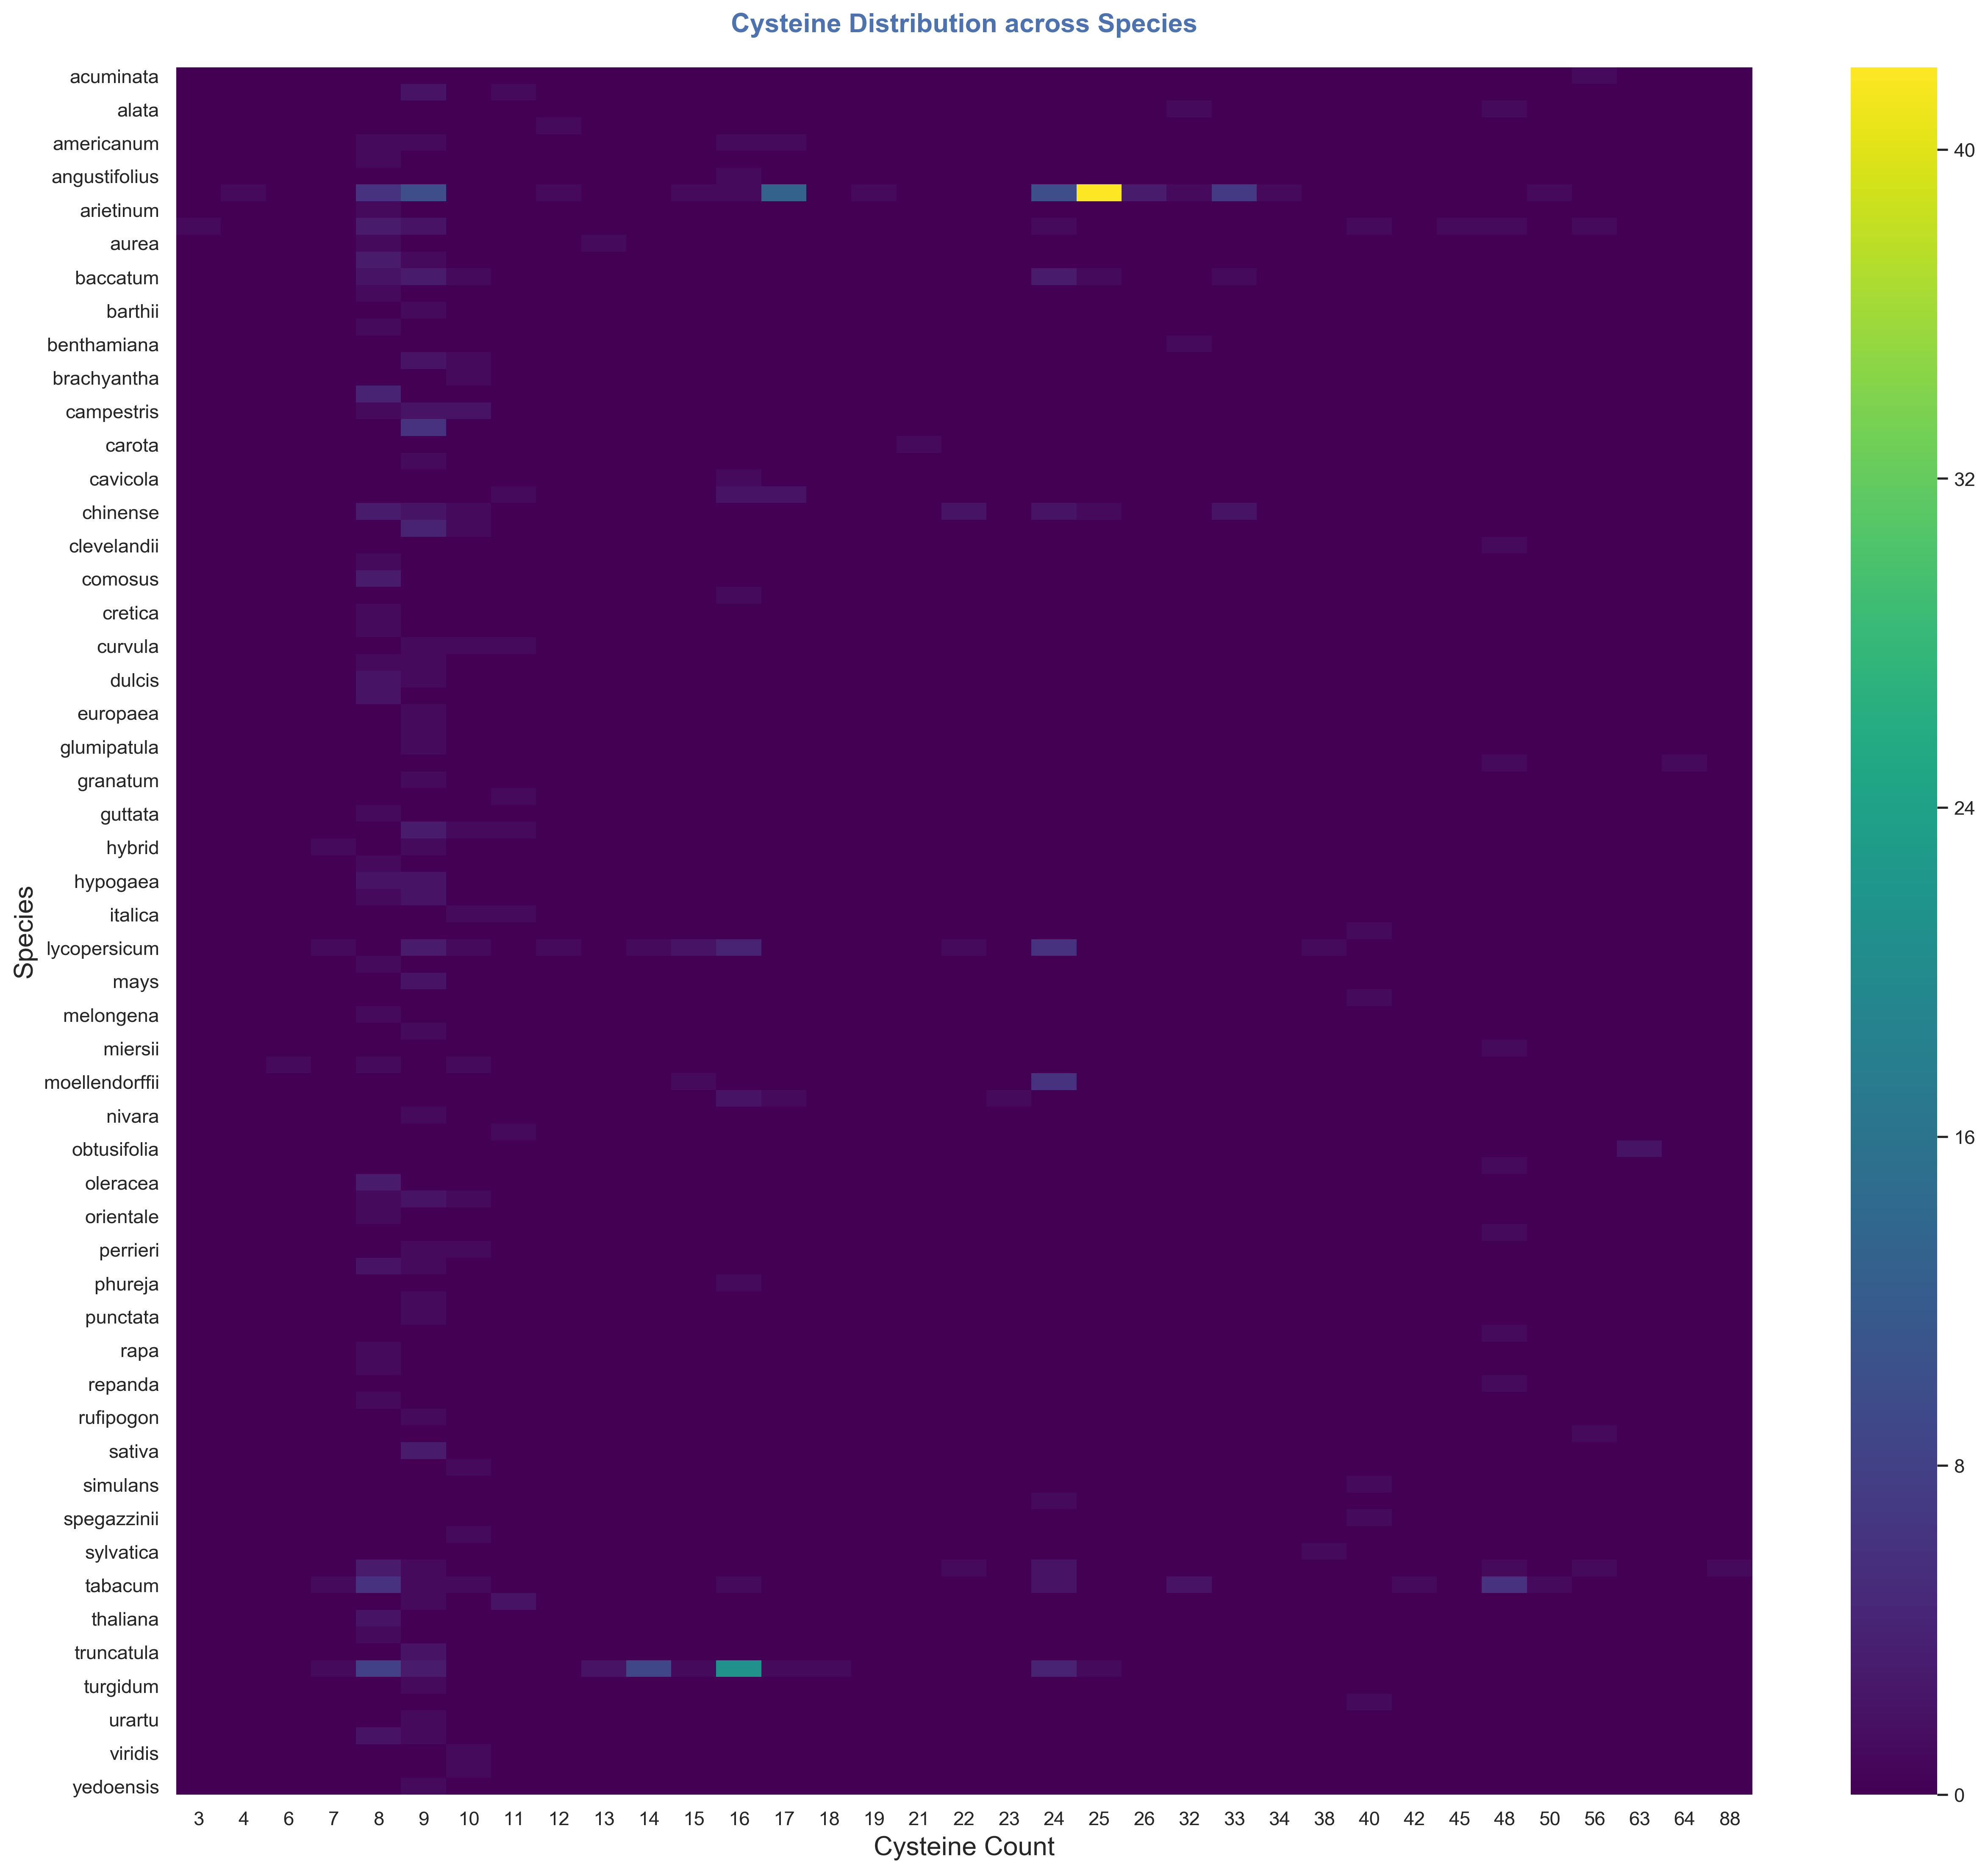 Cysteine Distribution across Species
acuminata
alata
americanum
angustifolius
arietinum
aurea
baccatum
barthii
benthamiana
brachyantha
campestris
carota
cavicola
chinense
clevelandii
comosus
cretica
curvula
dulcis
europaea
glumipatula
granatum
guttata
hybrid
hypogaea
italica
lycopersicum
mays
melongena
miersii
moellendorffii
nivara
obtusifolia
oleracea
orientale
perrieri
phureja
punctata
rapa
repanda
rufipogon
sativa
simulans
spegazzinii
sylvatica
tabacum
thaliana
truncatula
turgidum
urartu
viridis
yedoensis
Species
3 4 6 7 8 9 10 11 12 13 14 15 16 17 18 19 21 22 23 24 25 26 32 33 34 38 40 42 45 48 50 56 63 64 88
Cysteine Count
40
32
24
16
8
0